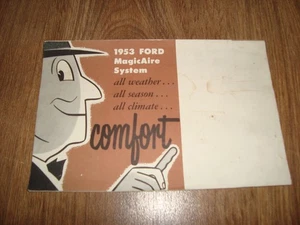 1953 FORD
MagicAire
System
all weather...
all season...
all climate...
comfort